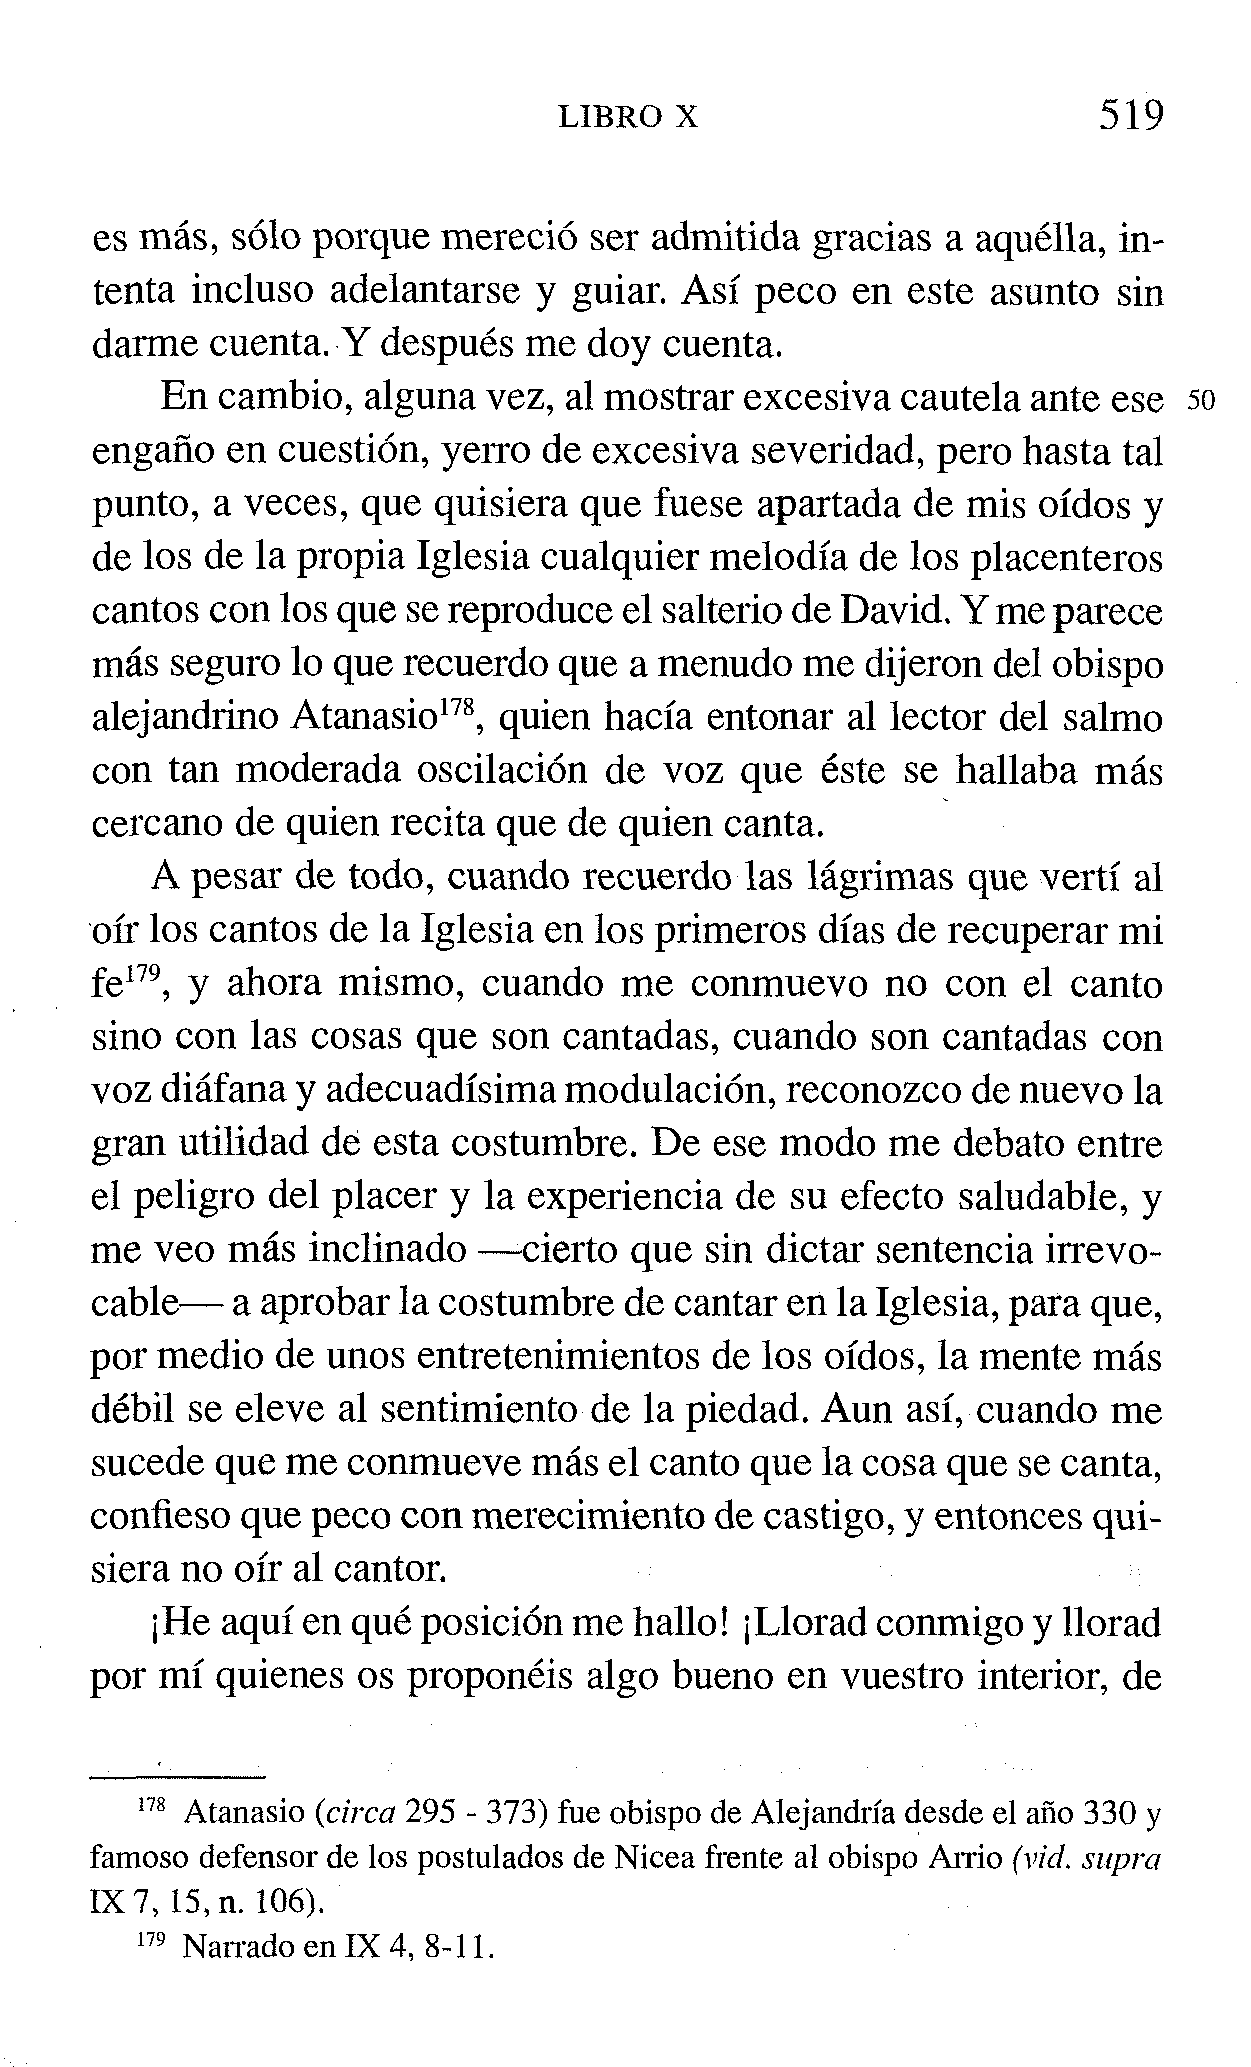 LIBRO X 519
es más, sólo porque mereció ser admitida gracias a aquélla, in-
tenta incluso adelantarse y guiar. Así peco en este asunto sin
darme cuenta. Y después me doy cuenta.
En cambio, alguna vez, al mostrar excesiva cautela ante ese 50
engaño en cuestión, yerro de excesiva severidad, pero hasta tal
punto, a veces, que quisiera que fuese apartada de mis oídos y
de los de la propia Iglesia cualquier melodía de los placenteros
cantos con los que se reproduce el salterio de David. Y me parece
más seguro lo que recuerdo que a menudo me dijeron del obispo
alejandrino Atanasio¹⁷⁸, quien hacía entonar al lector del salmo
con tan moderada oscilación de voz que éste se hallaba más
cercano de quien recita que de quien canta.
A pesar de todo, cuando recuerdo las lágrimas que vertí al
oír los cantos de la Iglesia en los primeros días de recuperar mi
fe¹⁷⁹, y ahora mismo, cuando me conmuevo no con el canto
sino con las cosas que son cantadas, cuando son cantadas con
voz diáfana y adecuadísima modulación, reconozco de nuevo la
gran utilidad de esta costumbre. De ese modo me debato entre
el peligro del placer y la experiencia de su efecto saludable, y
me veo más inclinado —cierto que sin dictar sentencia irrevo-
cable— a aprobar la costumbre de cantar en la Iglesia, para que,
por medio de unos entretenimientos de los oídos, la mente más
débil se eleve al sentimiento de la piedad. Aun así, cuando me
sucede que me conmueve más el canto que la cosa que se canta,
confieso que peco con merecimiento de castigo, y entonces qui-
siera no oír al cantor.
¡He aquí en qué posición me hallo! ¡Llorad conmigo y llorad
por mí quienes os proponéis algo bueno en vuestro interior, de
¹⁷⁸ Atanasio (circa 295 - 373) fue obispo de Alejandría desde el año 330 y
famoso defensor de los postulados de Nicea frente al obispo Arrio (vid. supra
IX 7, 15, n. 106).
¹⁷⁹ Narrado en IX 4, 8-11.